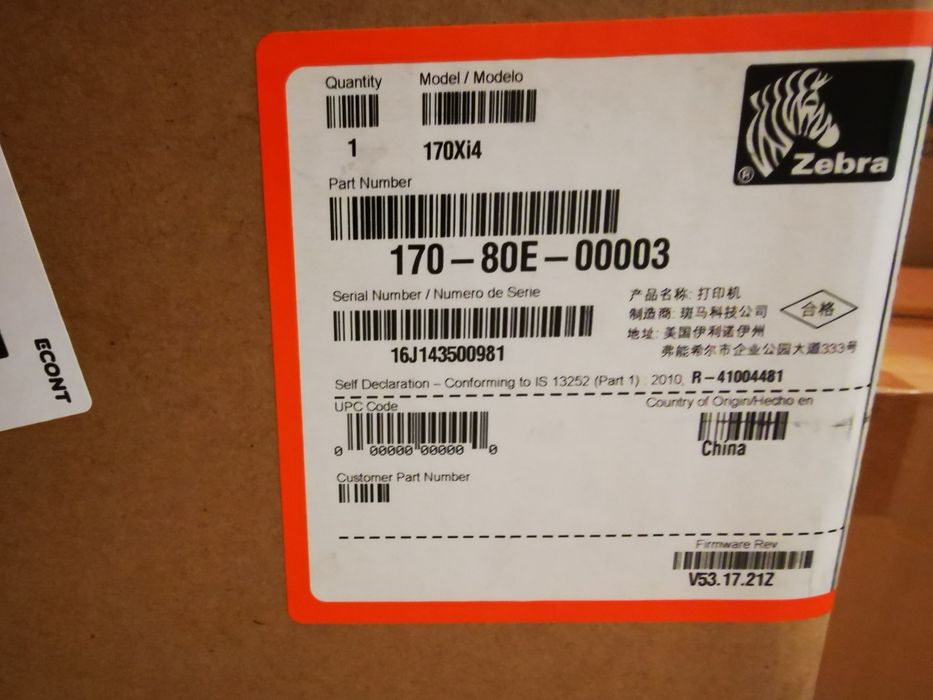 Quantity
1
Model / Modelo
170Xi4
® Zebra
Part Number
170-80E-00003
Serial Number / Numero de Serie
16J143500981
产品名称: 打印机
制造商: 斑马科技公司
地址: 美国伊利诺伊州
弗能希尔市企业公园大道333号
合格
Self Declaration - Conforming to IS 13252 (Part 1) : 2010, R-41004481
UPC Code
0 00000 00000 0
Country of Origin/Hecho en
China
Customer Part Number
Firmware Rev
V53.17.21Z
ECONT